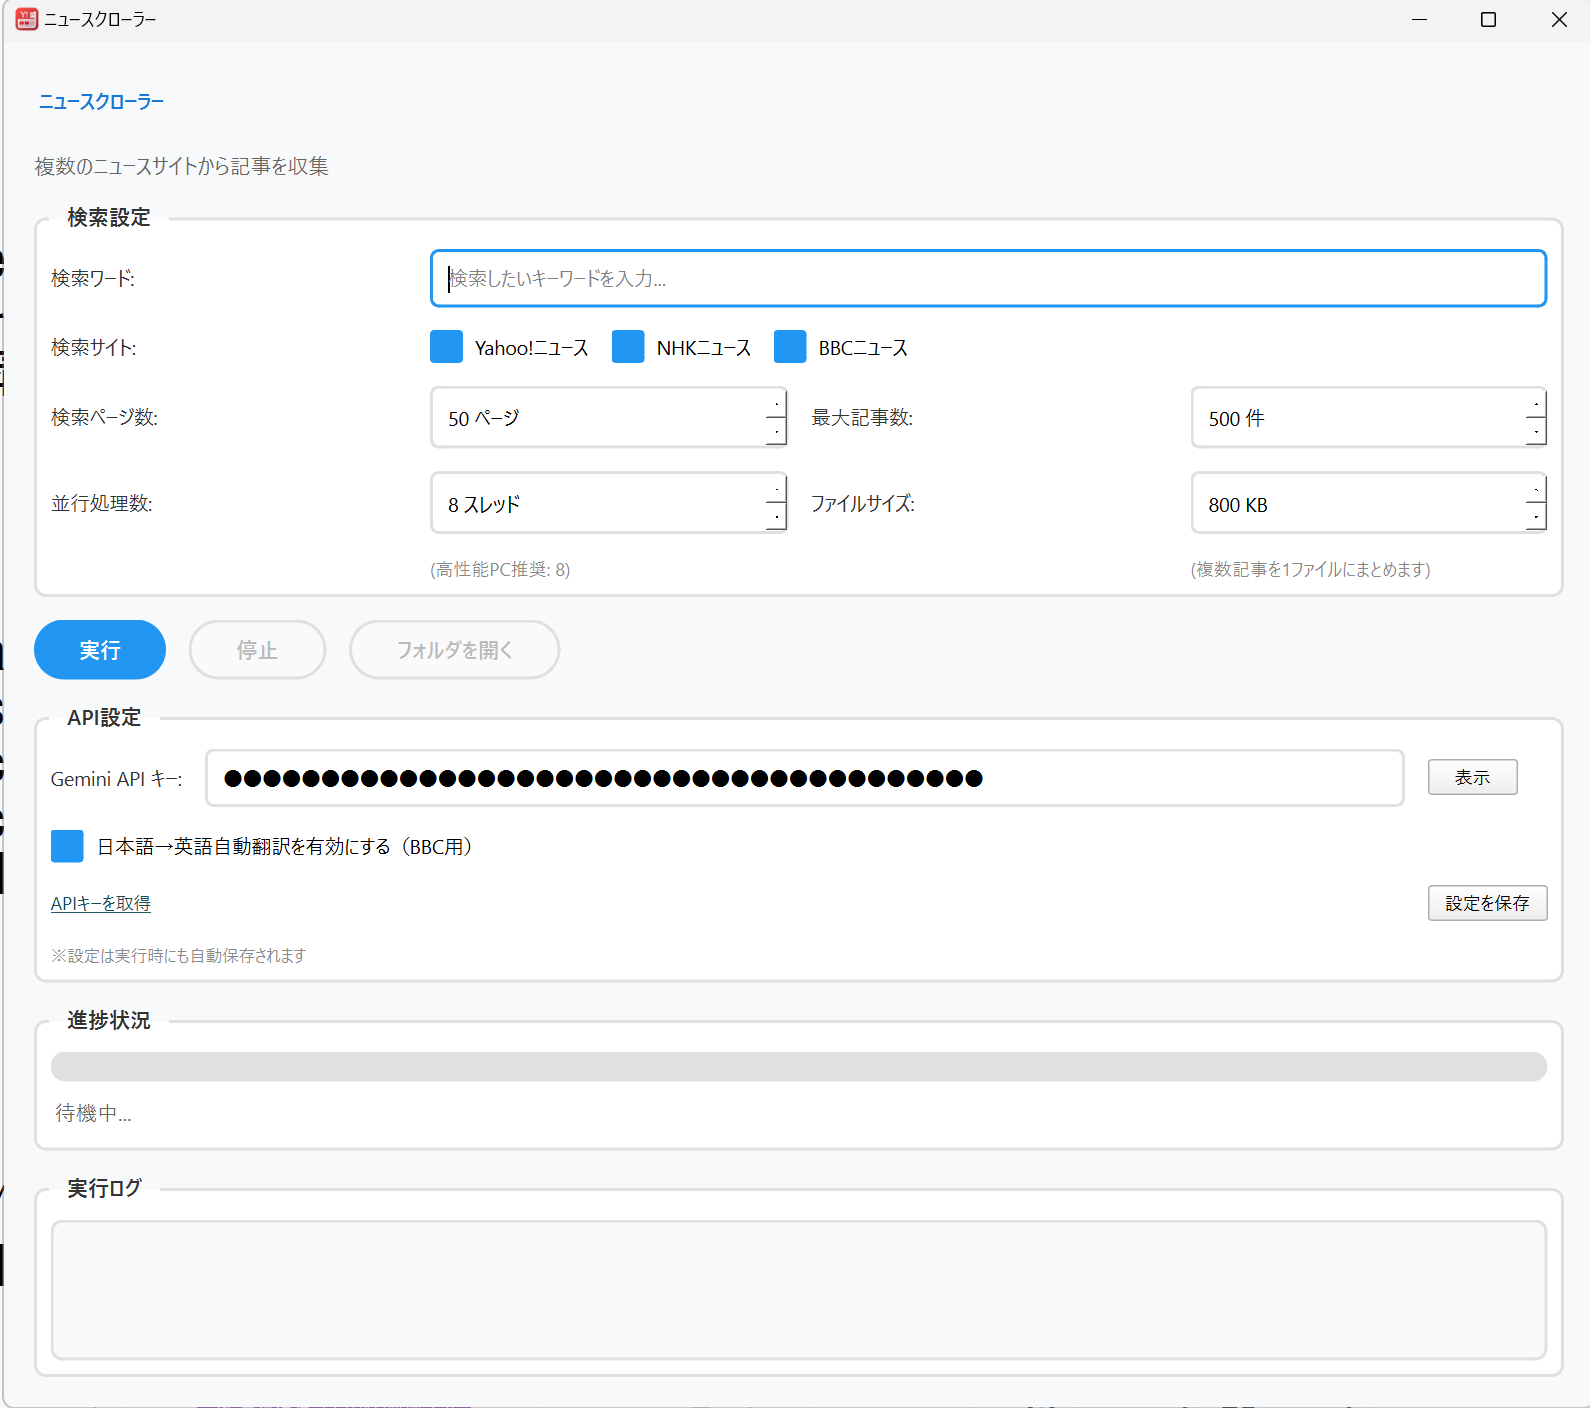 ニュースクローラー
ニュースクローラー
複数のニュースサイトから記事を収集
検索設定
検索ワード: 検索したいキーワードを入力...
検索サイト: Yahoo!ニュース NHKニュース BBCニュース
検索ページ数: 50 ページ 最大記事数: 500 件
並行処理数: 8 スレッド ファイルサイズ: 800 KB
(高性能PC推奨: 8) (複数記事を1ファイルにまとめます)
実行 停止 フォルダを開く
API設定
Gemini API キー: ●●●●●●●●●●●●●●●●●●●●●●●●●●●●●●●●●●●●●●● 表示
日本語→英語自動翻訳を有効にする（BBC用）
APIキーを取得 設定を保存
※設定は実行時にも自動保存されます
進捗状況
待機中...
実行ログ